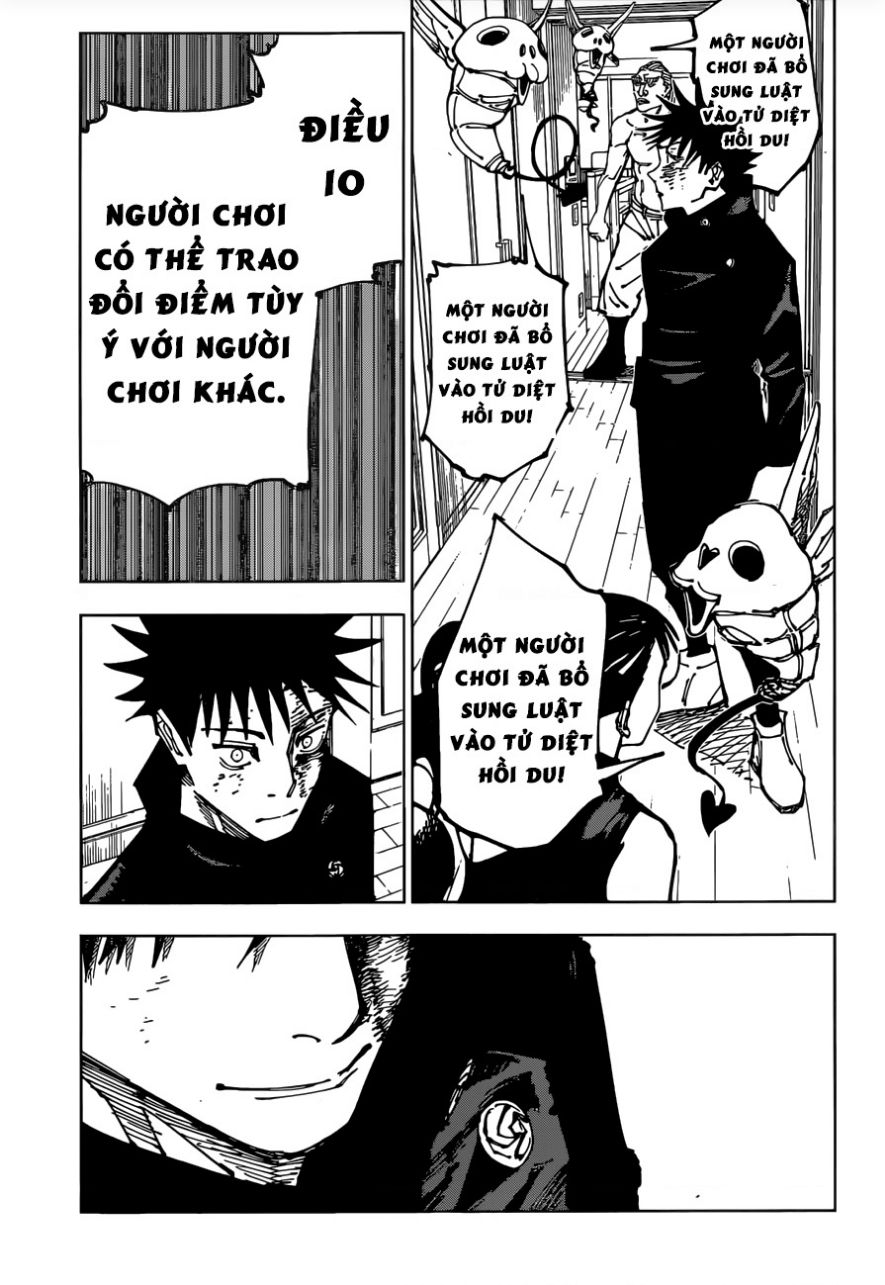 MỘT NGƯỜI
CHƠI ĐÃ BỔ
SUNG LUẬT
VÀO TỬ DIỆT
HỒI DU!
MỘT NGƯỜI
CHƠI ĐÃ BỔ
SUNG LUẬT
VÀO TỬ DIỆT
HỒI DU!
MỘT NGƯỜI
CHƠI ĐÃ BỔ
SUNG LUẬT
VÀO TỬ DIỆT
HỒI DU!
ĐIỀU
10
NGƯỜI CHƠI
CÓ THỂ TRAO
ĐỔI ĐIỂM TÙY
Ý VỚI NGƯỜI
CHƠI KHÁC.